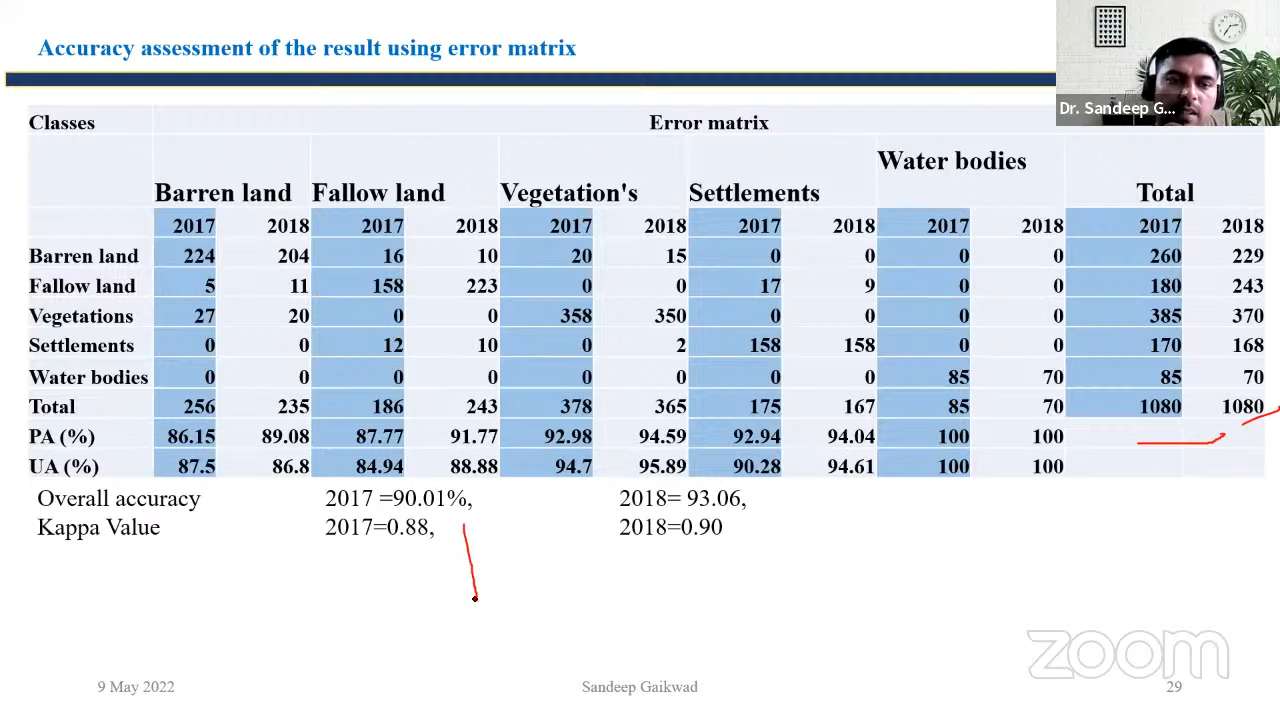 Accuracy assessment of the result using error matrix
Dr. Sandeep G...
Classes Error matrix
Barren land Fallow land Vegetation's Settlements Water bodies Total
2017 2018 2017 2018 2017 2018 2017 2018 2017 2018 2017 2018
Barren land 224 204 16 10 20 15 0 0 0 0 260 229
Fallow land 5 11 158 223 0 0 17 9 0 0 180 243
Vegetations 27 20 0 0 358 350 0 0 0 0 385 370
Settlements 0 0 12 10 0 2 158 158 0 0 170 168
Water bodies 0 0 0 0 0 0 0 0 85 70 85 70
Total 256 235 186 243 378 365 175 167 85 70 1080 1080
PA (%) 86.15 89.08 87.77 91.77 92.98 94.59 92.94 94.04 100 100
UA (%) 87.5 86.8 84.94 88.88 94.7 95.89 90.28 94.61 100 100
Overall accuracy 2017 =90.01%, 2018= 93.06,
Kappa Value 2017=0.88, 2018=0.90
zoom
9 May 2022 Sandeep Gaikwad 29